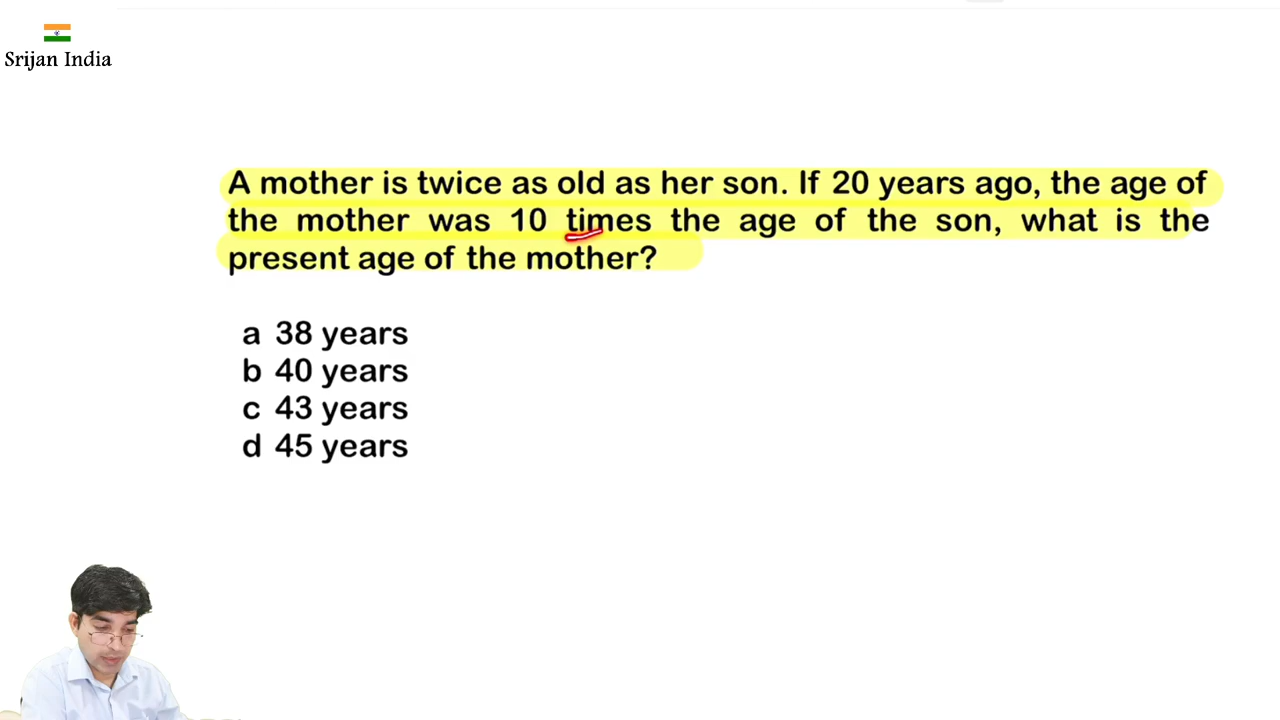 Srijan India
A mother is twice as old as her son. If 20 years ago, the age of
the mother was 10 times the age of the son, what is the
present age of the mother?
a 38 years
b 40 years
c 43 years
d 45 years